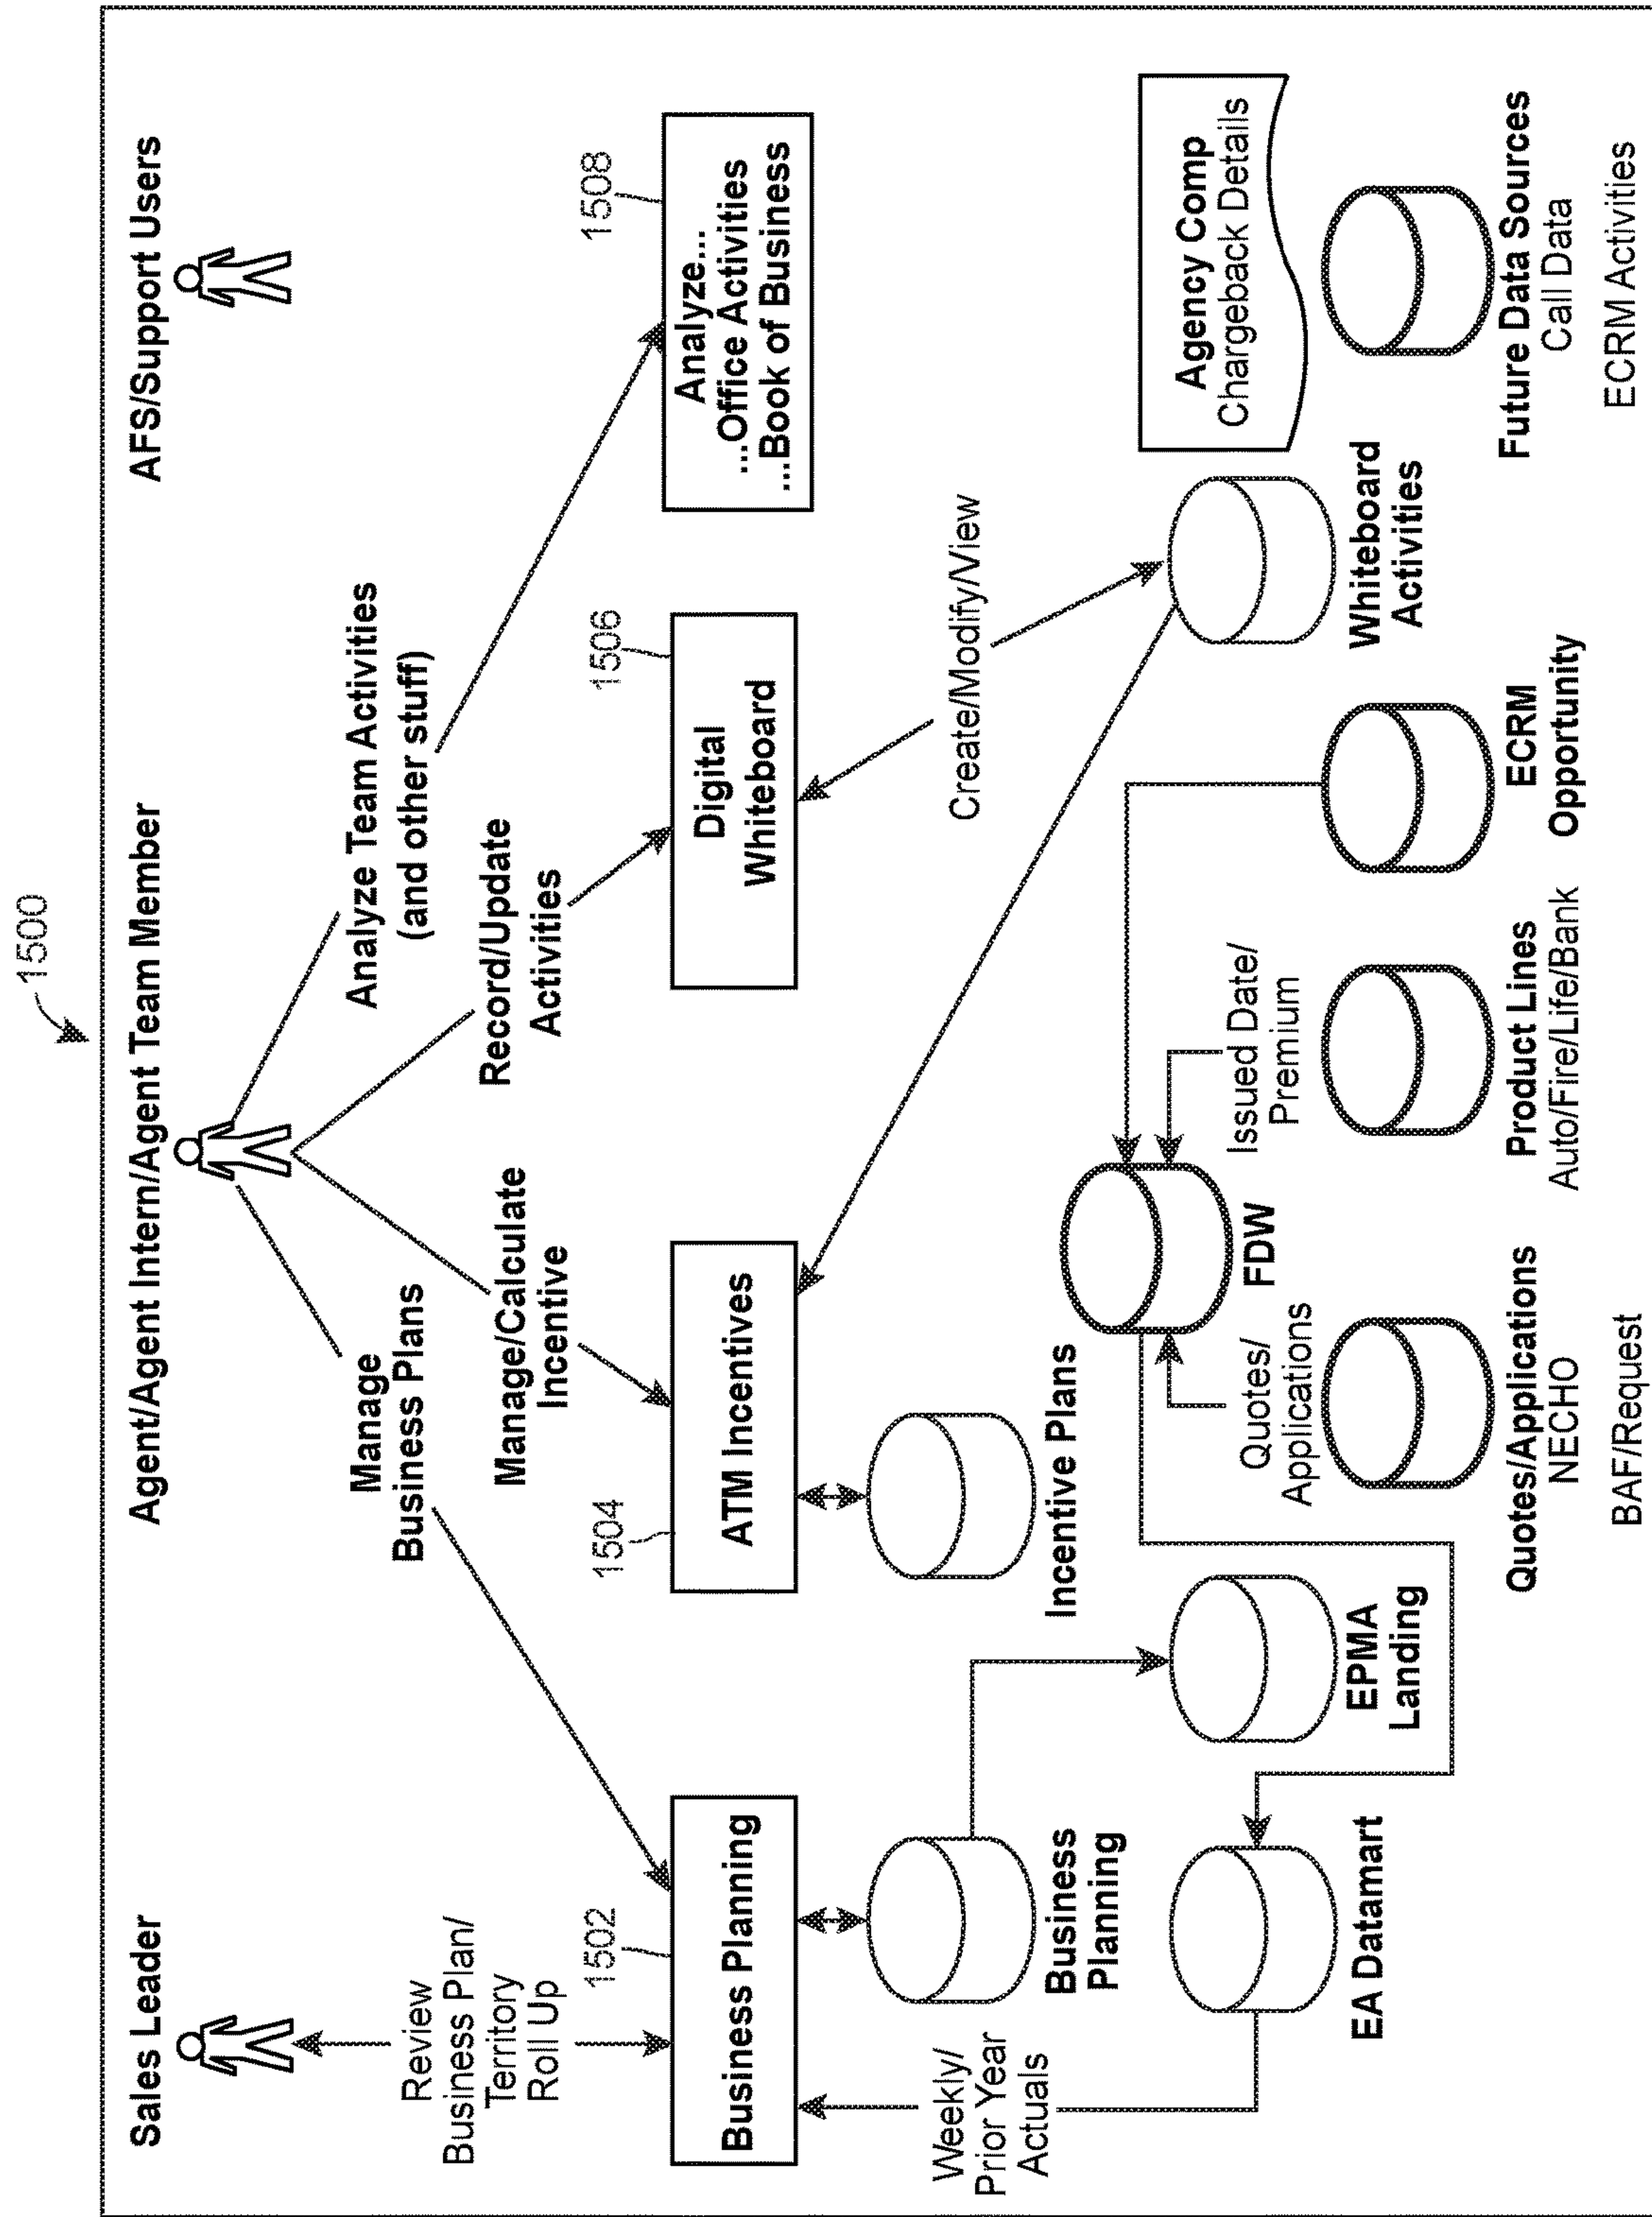 1500
Sales Leader
Agent/Agent Intern/Agent Team Member
AFS/Support Users
Review
Business Plan/
Territory
Roll Up
Manage
Business Plans
Manage/Calculate
Incentive
Record/Update
Activities
Analyze Team Activities
(and other stuff)
1502
Business Planning
1504
ATM Incentives
1506
Digital
Whiteboard
1508
Analyze...
...Office Activities
...Book of Business
Weekly/
Prior Year
Actuals
Business
Planning
Incentive Plans
Create/Modify/View
EA Datamart
EPMA
Landing
Quotes/
Applications
FDW
Issued Date/
Premium
Whiteboard
Activities
Agency Comp
Chargeback Details
Quotes/Applications
NECHO
BAF/Request
Product Lines
Auto/Fire/Life/Bank
ECRM
Opportunity
Future Data Sources
Call Data
ECRM Activities